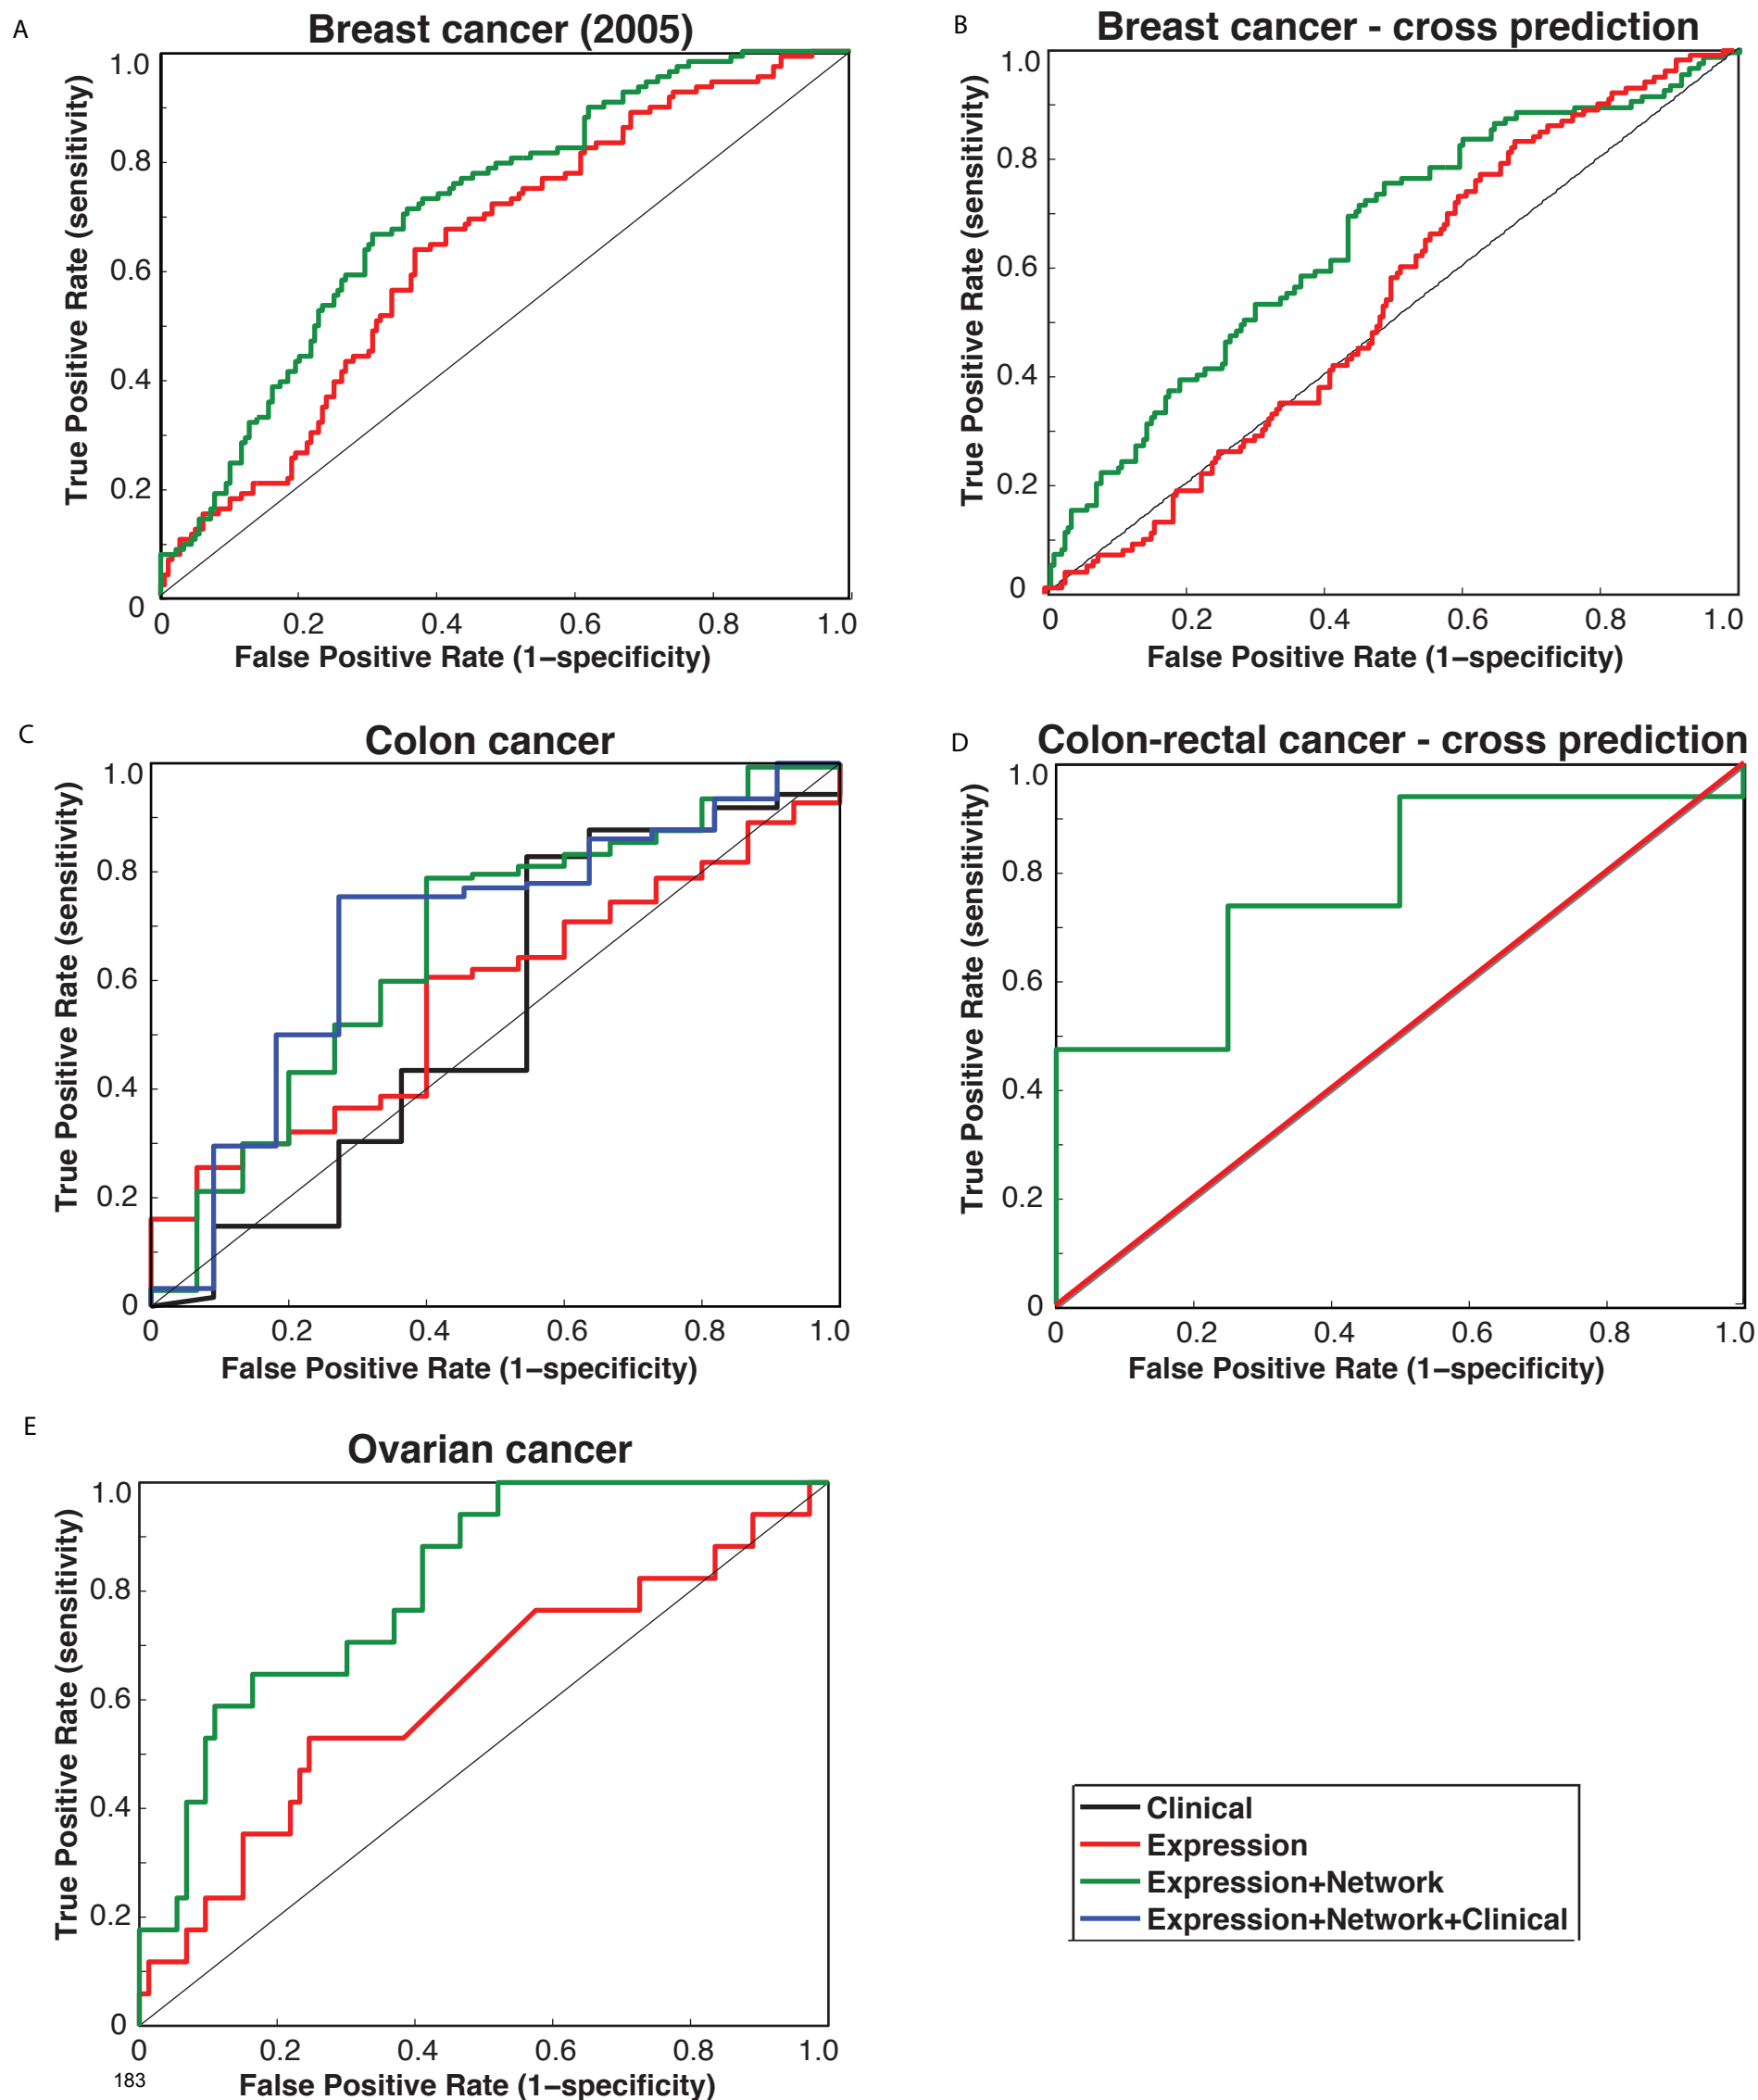 A
Breast cancer (2005)
True Positive Rate (sensitivity)
1.0
0.8
0.6
0.4
0.2
0
0 0.2 0.4 0.6 0.8 1.0
False Positive Rate (1−specificity)
B
Breast cancer - cross prediction
True Positive Rate (sensitivity)
1.0
0.8
0.6
0.4
0.2
0
0 0.2 0.4 0.6 0.8 1.0
False Positive Rate (1−specificity)
C
Colon cancer
True Positive Rate (sensitivity)
1.0
0.8
0.6
0.4
0.2
0
0 0.2 0.4 0.6 0.8 1.0
False Positive Rate (1−specificity)
D
Colon-rectal cancer - cross prediction
True Positive Rate (sensitivity)
1.0
0.8
0.6
0.4
0.2
0
0 0.2 0.4 0.6 0.8 1.0
False Positive Rate (1−specificity)
E
Ovarian cancer
True Positive Rate (sensitivity)
1.0
0.8
0.6
0.4
0.2
0
0 0.2 0.4 0.6 0.8 1.0
False Positive Rate (1−specificity)
Clinical
Expression
Expression+Network
Expression+Network+Clinical
183